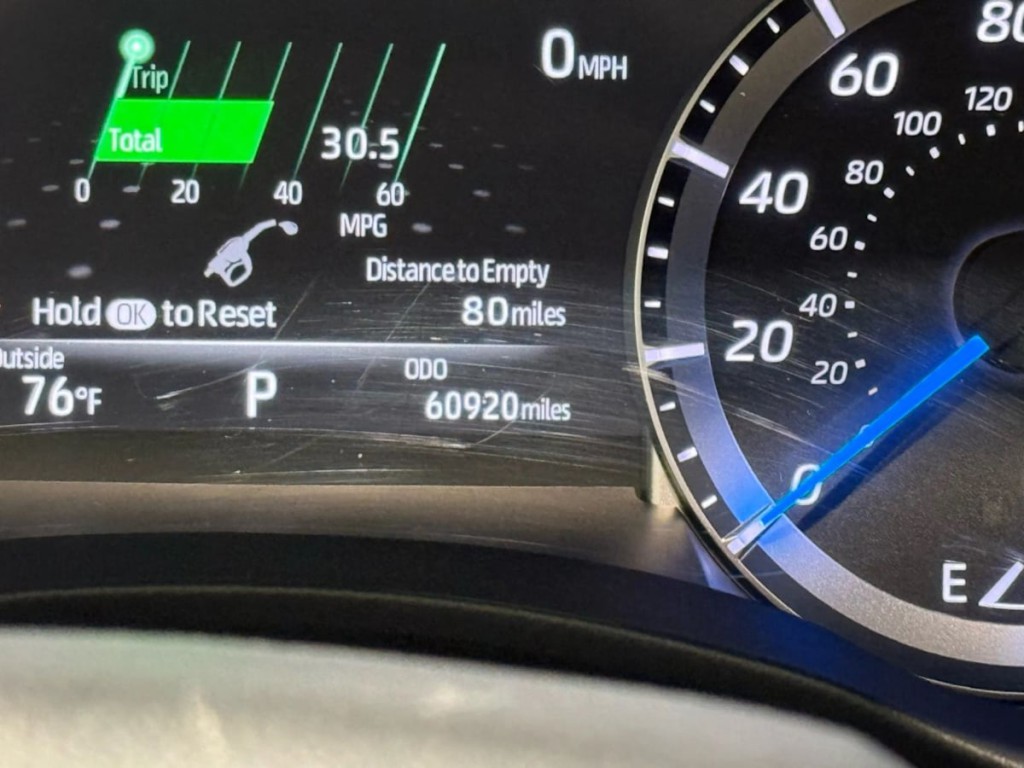 0 MPH
Trip
Total
30.5
0 20 40 60
MPG
Distance to Empty
80 miles
Hold OK to Reset
Outside
76°F
P
ODO
60920 miles
80
60
40
20
0
120
100
80
60
40
20
E